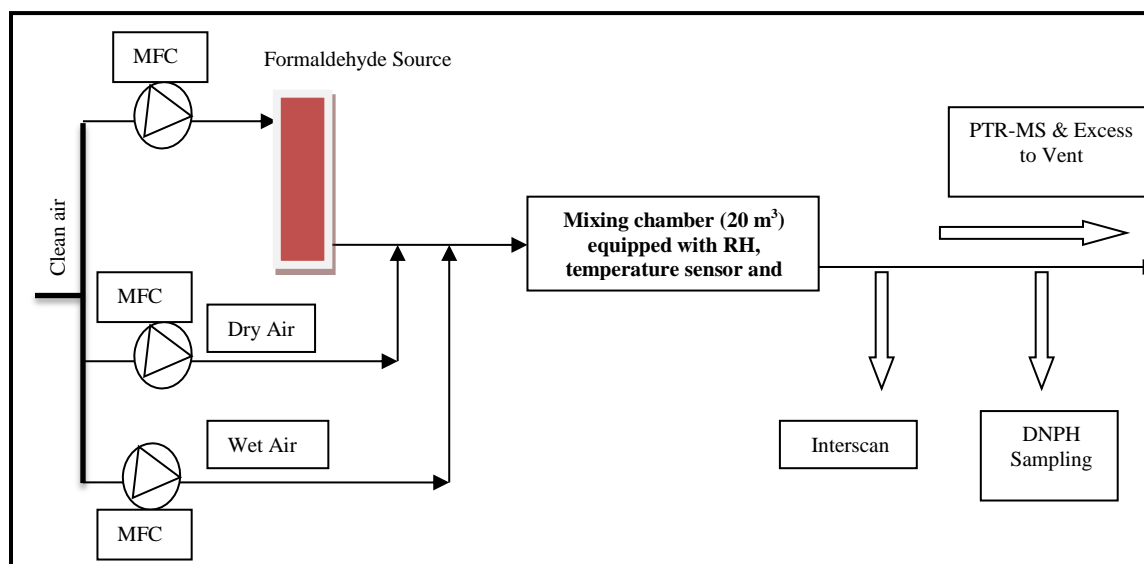 MFC
Formaldehyde Source
PTR-MS & Excess
to Vent
Clean air
Mixing chamber (20 m³)
equipped with RH,
temperature sensor and
MFC
Dry Air
Wet Air
Interscan
DNPH
Sampling
MFC